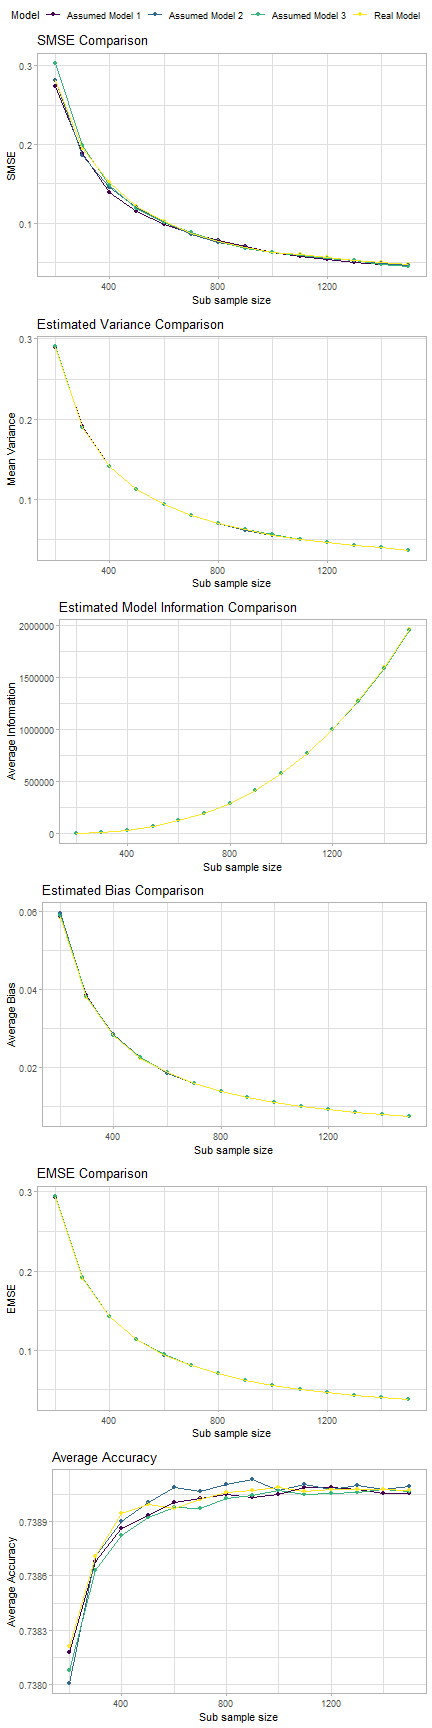 Model Assumed Model 1 Assumed Model 2 Assumed Model 3 Real Model
SMSE Comparison
0.3
0.2
0.1
SMSE
400 800 1200
Sub sample size
Estimated Variance Comparison
0.3
0.2
0.1
Mean Variance
400 800 1200
Sub sample size
Estimated Model Information Comparison
2000000
1500000
1000000
500000
0
Average Information
400 800 1200
Sub sample size
Estimated Bias Comparison
0.06
0.04
0.02
Average Bias
400 800 1200
Sub sample size
EMSE Comparison
0.3
0.2
0.1
EMSE
400 800 1200
Sub sample size
Average Accuracy
0.7389
0.7386
0.7383
0.7380
Average Accuracy
400 800 1200
Sub sample size